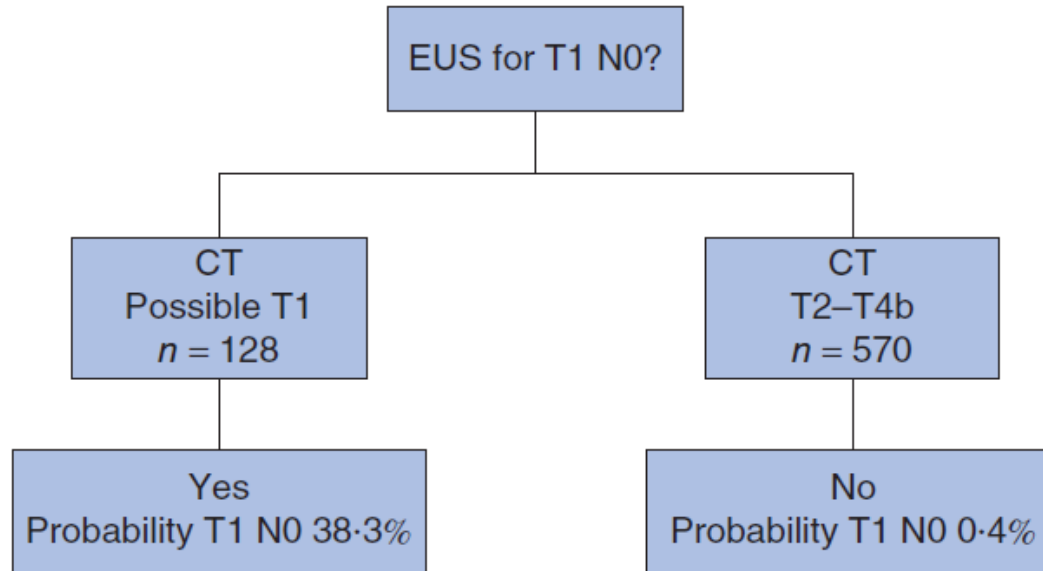 EUS for T1 N0?
CT
Possible T1
n = 128
CT
T2–T4b
n = 570
Yes
Probability T1 N0 38·3%
No
Probability T1 N0 0·4%